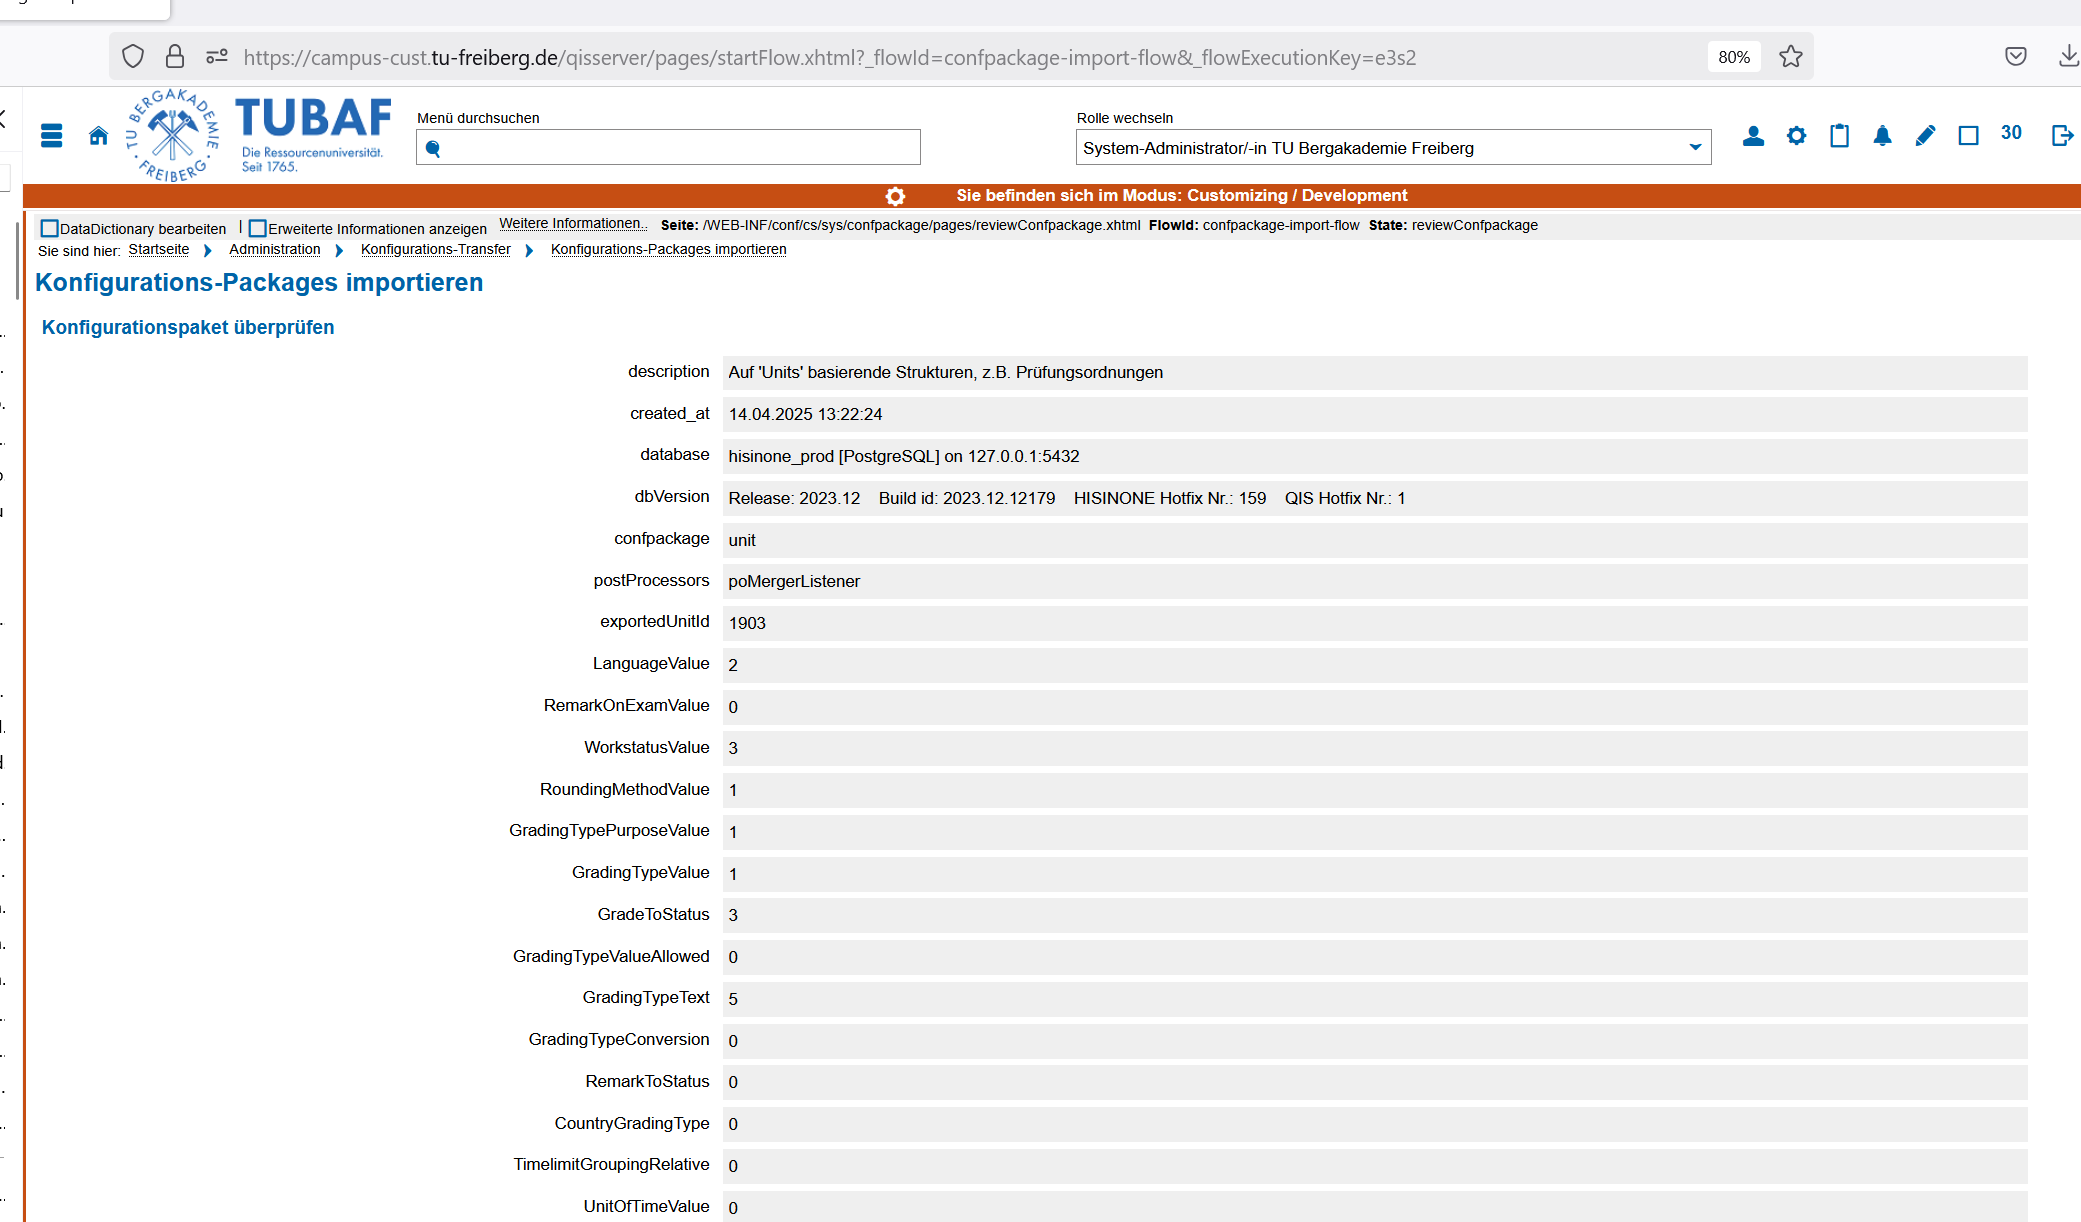 https://campus-cust.tu-freiberg.de/qisserver/pages/startFlow.xhtml?_flowId=confpackage-import-flow&_flowExecutionKey=e3s2
80%
TU BERGAKADEMIE FREIBERG
TUBAF
Die Ressourcenuniversität.
Seit 1765.
Menü durchsuchen
Rolle wechseln
System-Administrator/-in TU Bergakademie Freiberg
30
Sie befinden sich im Modus: Customizing / Development
DataDictionary bearbeiten | Erweiterte Informationen anzeigen Weitere Informationen.. Seite: /WEB-INF/conf/cs/sys/confpackage/pages/reviewConfpackage.xhtml FlowId: confpackage-import-flow State: reviewConfpackage
Sie sind hier: Startseite Administration Konfigurations-Transfer Konfigurations-Packages importieren
Konfigurations-Packages importieren
Konfigurationspaket überprüfen
description Auf 'Units' basierende Strukturen, z.B. Prüfungsordnungen
created_at 14.04.2025 13:22:24
database hisinone_prod [PostgreSQL] on 127.0.0.1:5432
dbVersion Release: 2023.12 Build id: 2023.12.12179 HISINONE Hotfix Nr.: 159 QIS Hotfix Nr.: 1
confpackage unit
postProcessors poMergerListener
exportedUnitId 1903
LanguageValue 2
RemarkOnExamValue 0
WorkstatusValue 3
RoundingMethodValue 1
GradingTypePurposeValue 1
GradingTypeValue 1
GradeToStatus 3
GradingTypeValueAllowed 0
GradingTypeText 5
GradingTypeConversion 0
RemarkToStatus 0
CountryGradingType 0
TimelimitGroupingRelative 0
UnitOfTimeValue 0